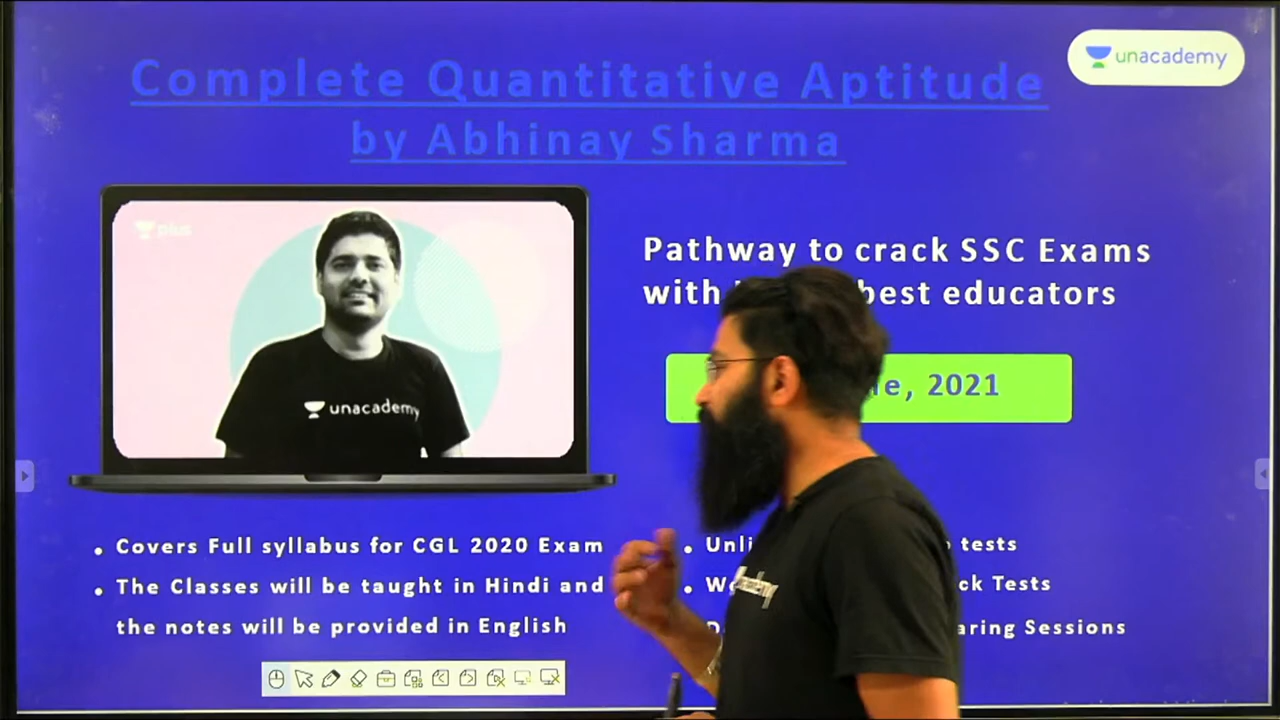 Complete Quantitative Aptitude
by Abhinay Sharma
unacademy
plus
unacademy
Pathway to crack SSC Exams
with best educators
2021
• Covers Full syllabus for CGL 2020 Exam
• The Classes will be taught in Hindi and
the notes will be provided in English
tests
Tests
Sessions